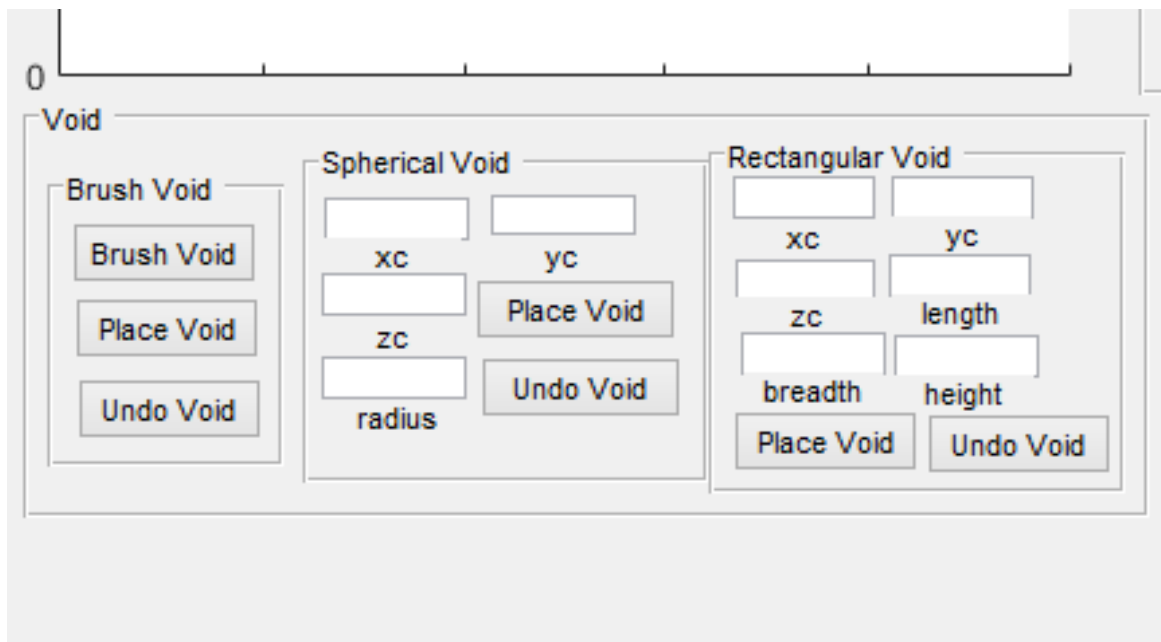 0
Void
Brush Void
Brush Void
Place Void
Undo Void
Spherical Void
xc
yc
zc
Place Void
radius
Undo Void
Rectangular Void
xc
yc
zc
length
breadth
height
Place Void
Undo Void